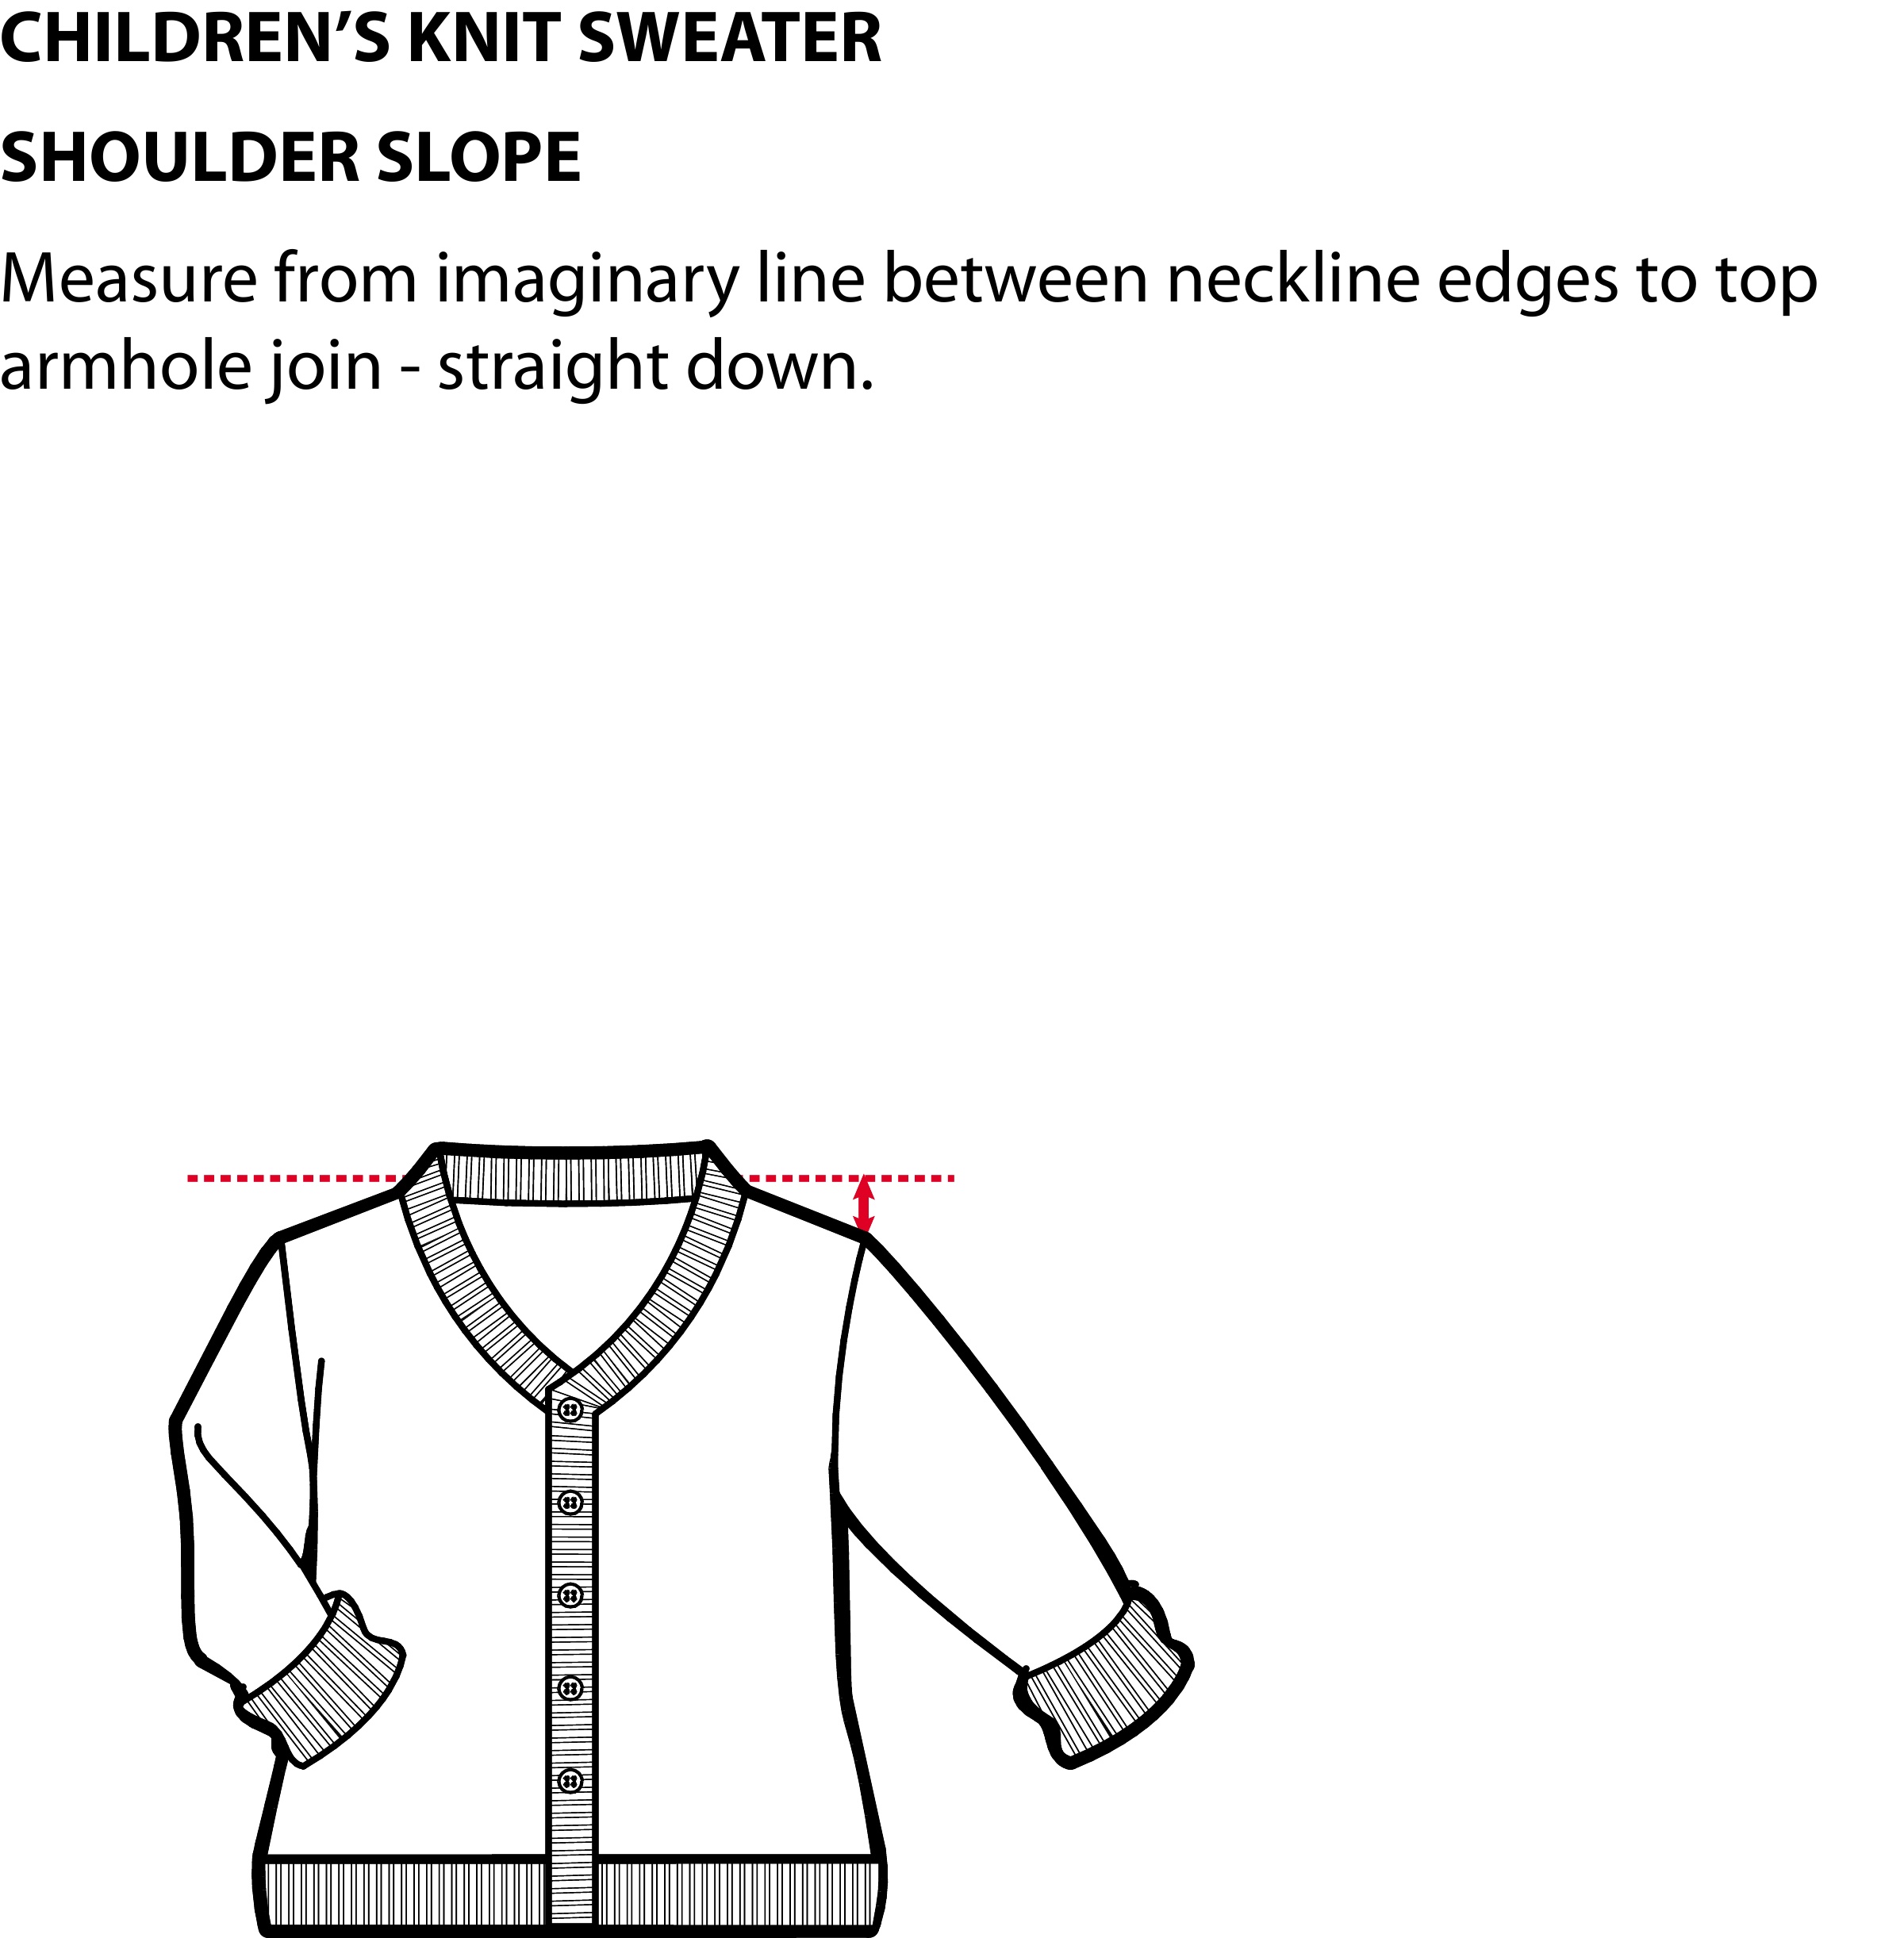 CHILDREN’S KNIT SWEATER
SHOULDER SLOPE
Measure from imaginary line between neckline edges to top
armhole join - straight down.